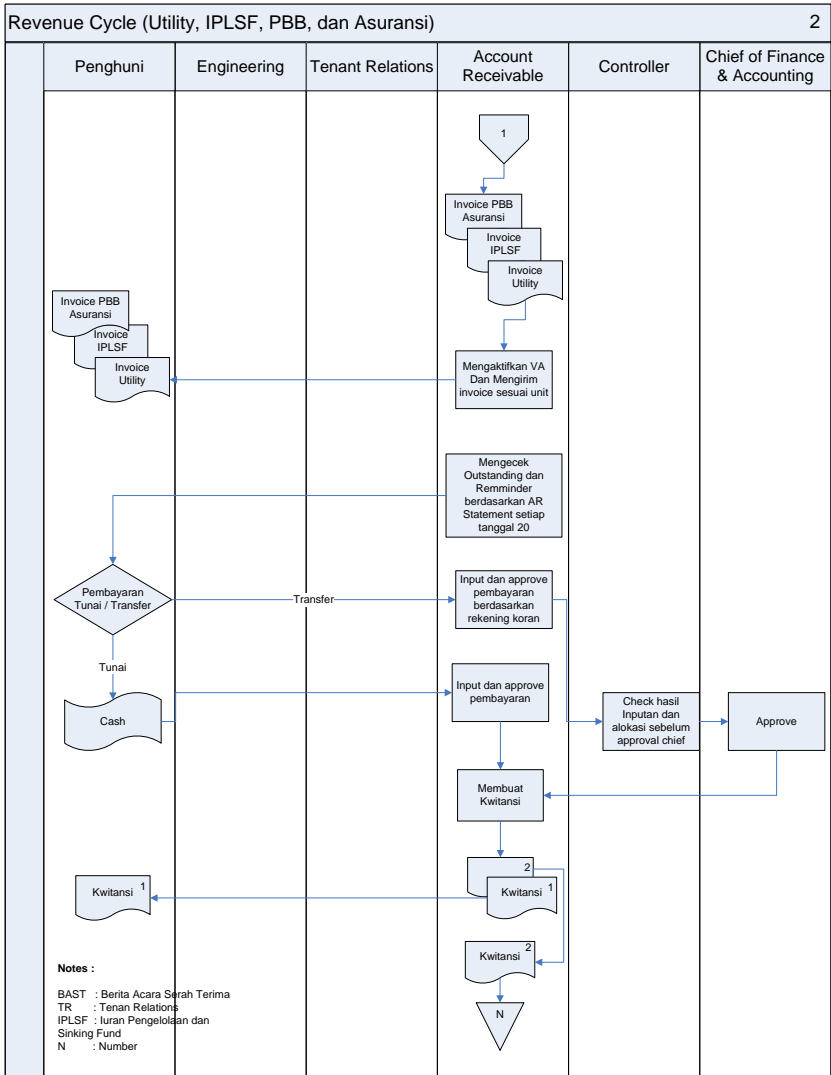 Revenue Cycle (Utility, IPLSF, PBB, dan Asuransi) 2
Penghuni
Engineering
Tenant Relations
Account
Receivable
Controller
Chief of Finance
& Accounting
1
Invoice PBB
Asuransi
Invoice
IPLSF
Invoice
Utility
Invoice PBB
Asuransi
Invoice
IPLSF
Invoice
Utility
Mengaktifkan VA
Dan Mengirim
invoice sesuai unit
Mengecek
Outstanding dan
Remminder
berdasarkan AR
Statement setiap
tanggal 20
Pembayaran
Tunai / Transfer
Transfer
Input dan approve
pembayaran
berdasarkan
rekening koran
Tunai
Cash
Input dan approve
pembayaran
Check hasil
Inputan dan
alokasi sebelum
approval chief
Approve
Membuat
Kwitansi
2
Kwitansi 1
Kwitansi 1
Kwitansi 2
N
Notes :
BAST : Berita Acara Serah Terima
TR : Tenan Relations
IPLSF : Iuran Pengelolaan dan
Sinking Fund
N : Number